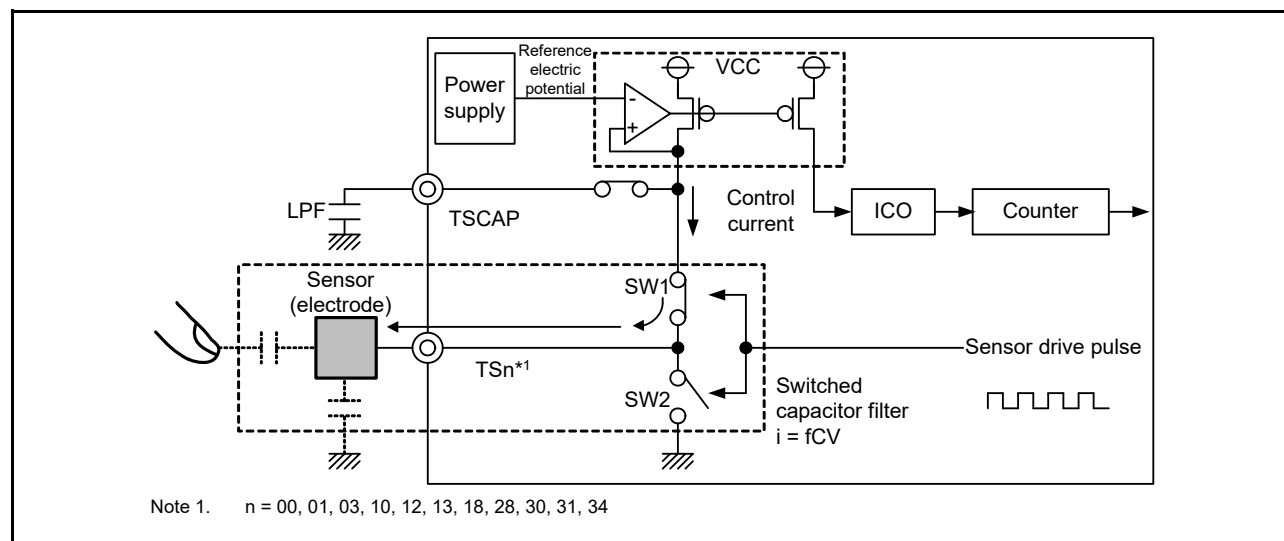 Power
supply
Reference
electric
potential
VCC
-
+
LPF
TSCAP
Control
current
ICO
Counter
Sensor
(electrode)
SW1
TSn*1
SW2
Sensor drive pulse
Switched
capacitor filter
i = fCV
Note 1. n = 00, 01, 03, 10, 12, 13, 18, 28, 30, 31, 34